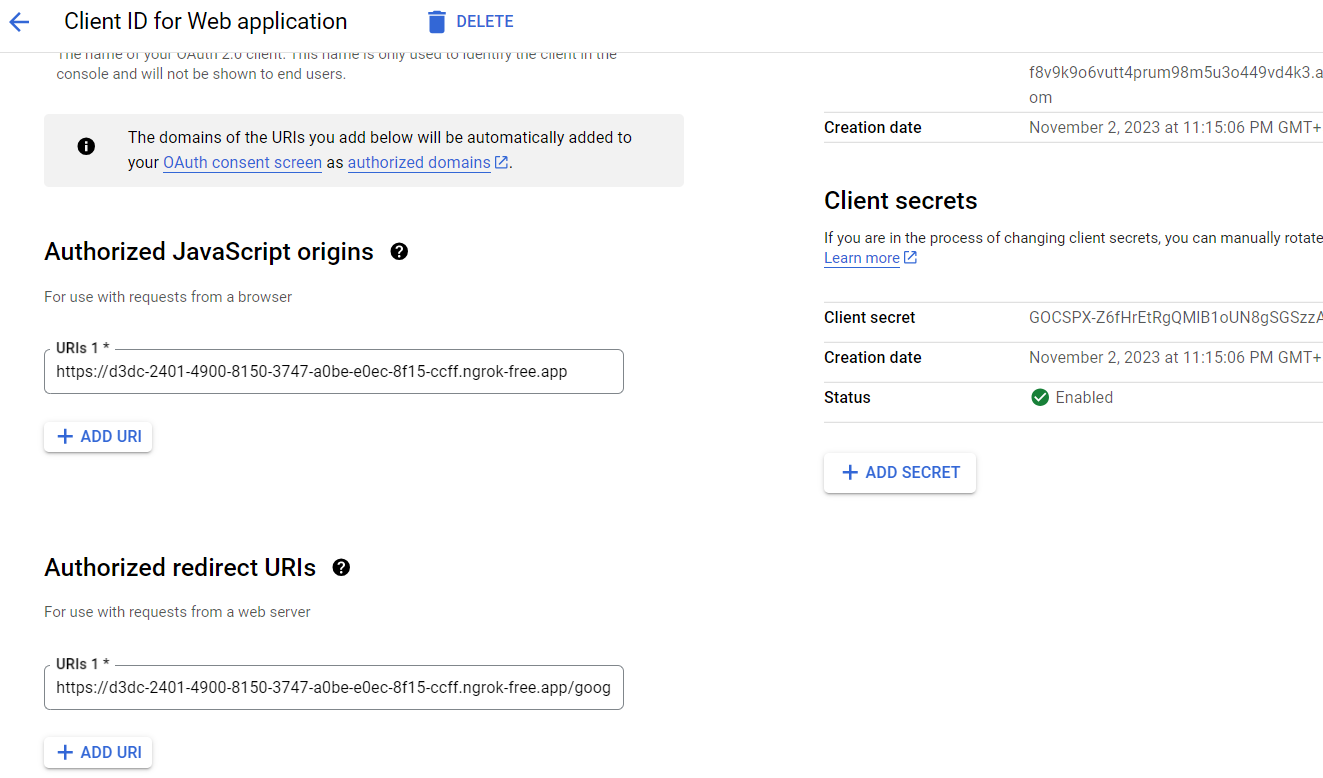 Client ID for Web application
DELETE
The name of your OAuth 2.0 client. This name is only used to identify the client in the
console and will not be shown to end users.
The domains of the URIs you add below will be automatically added to
your OAuth consent screen as authorized domains.
Authorized JavaScript origins
For use with requests from a browser
URIs 1 *
https://d3dc-2401-4900-8150-3747-a0be-e0ec-8f15-ccff.ngrok-free.app
ADD URI
Authorized redirect URIs
For use with requests from a web server
URIs 1 *
https://d3dc-2401-4900-8150-3747-a0be-e0ec-8f15-ccff.ngrok-free.app/goog
ADD URI
f8v9k9o6vutt4prum98m5u3o449vd4k3.a
om
Creation date November 2, 2023 at 11:15:06 PM GMT+
Client secrets
If you are in the process of changing client secrets, you can manually rotate
Learn more
Client secret GOCSPX-Z6fHrEtRgQMIB1oUN8gSGSzzA
Creation date November 2, 2023 at 11:15:06 PM GMT+
Status Enabled
ADD SECRET